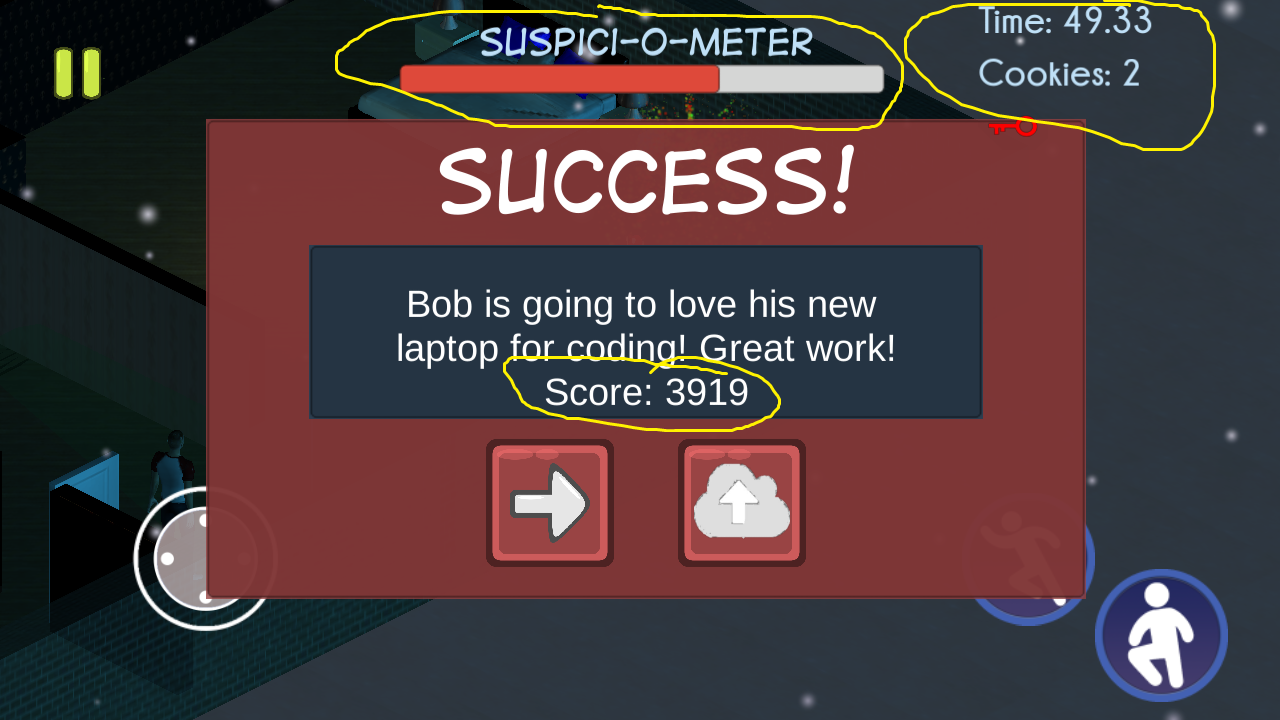 SUSPICI-O-METER
Time: 49.33
Cookies: 2
SUCCESS!
Bob is going to love his new
laptop for coding! Great work!
Score: 3919